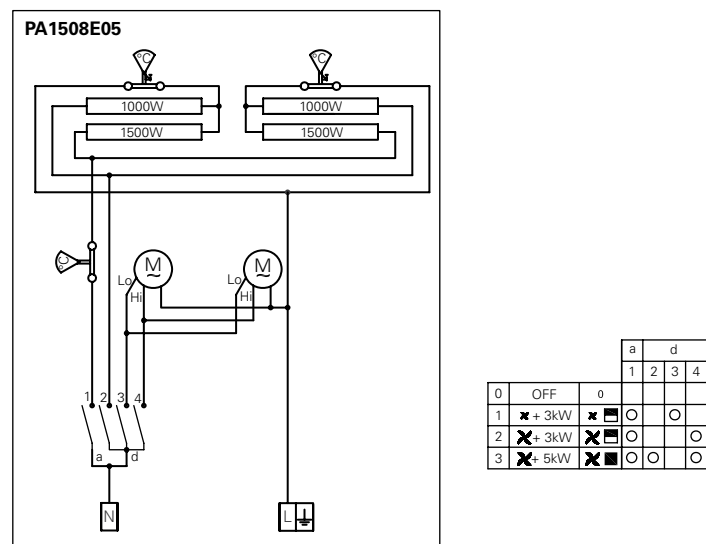 PA1508E05
°C °C
1000W 1000W
1500W 1500W
°C
M M
~ ~
Lo Lo
Hi Hi
1 2 3 4
a d
N L
a d
1 2 3 4
0 OFF 0
1 + 3kW
2 + 3kW
3 + 5kW